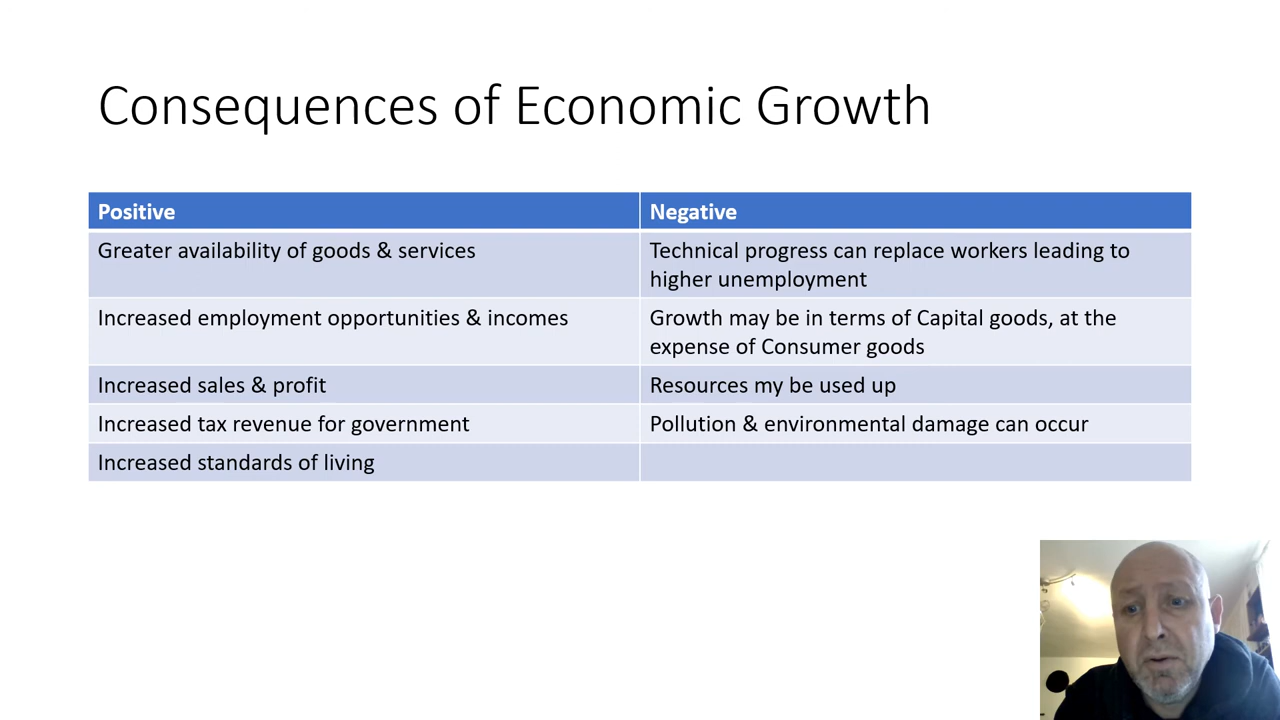 Consequences of Economic Growth
Positive
Negative
Greater availability of goods & services
Technical progress can replace workers leading to
higher unemployment
Increased employment opportunities & incomes
Growth may be in terms of Capital goods, at the
expense of Consumer goods
Increased sales & profit
Resources my be used up
Increased tax revenue for government
Pollution & environmental damage can occur
Increased standards of living